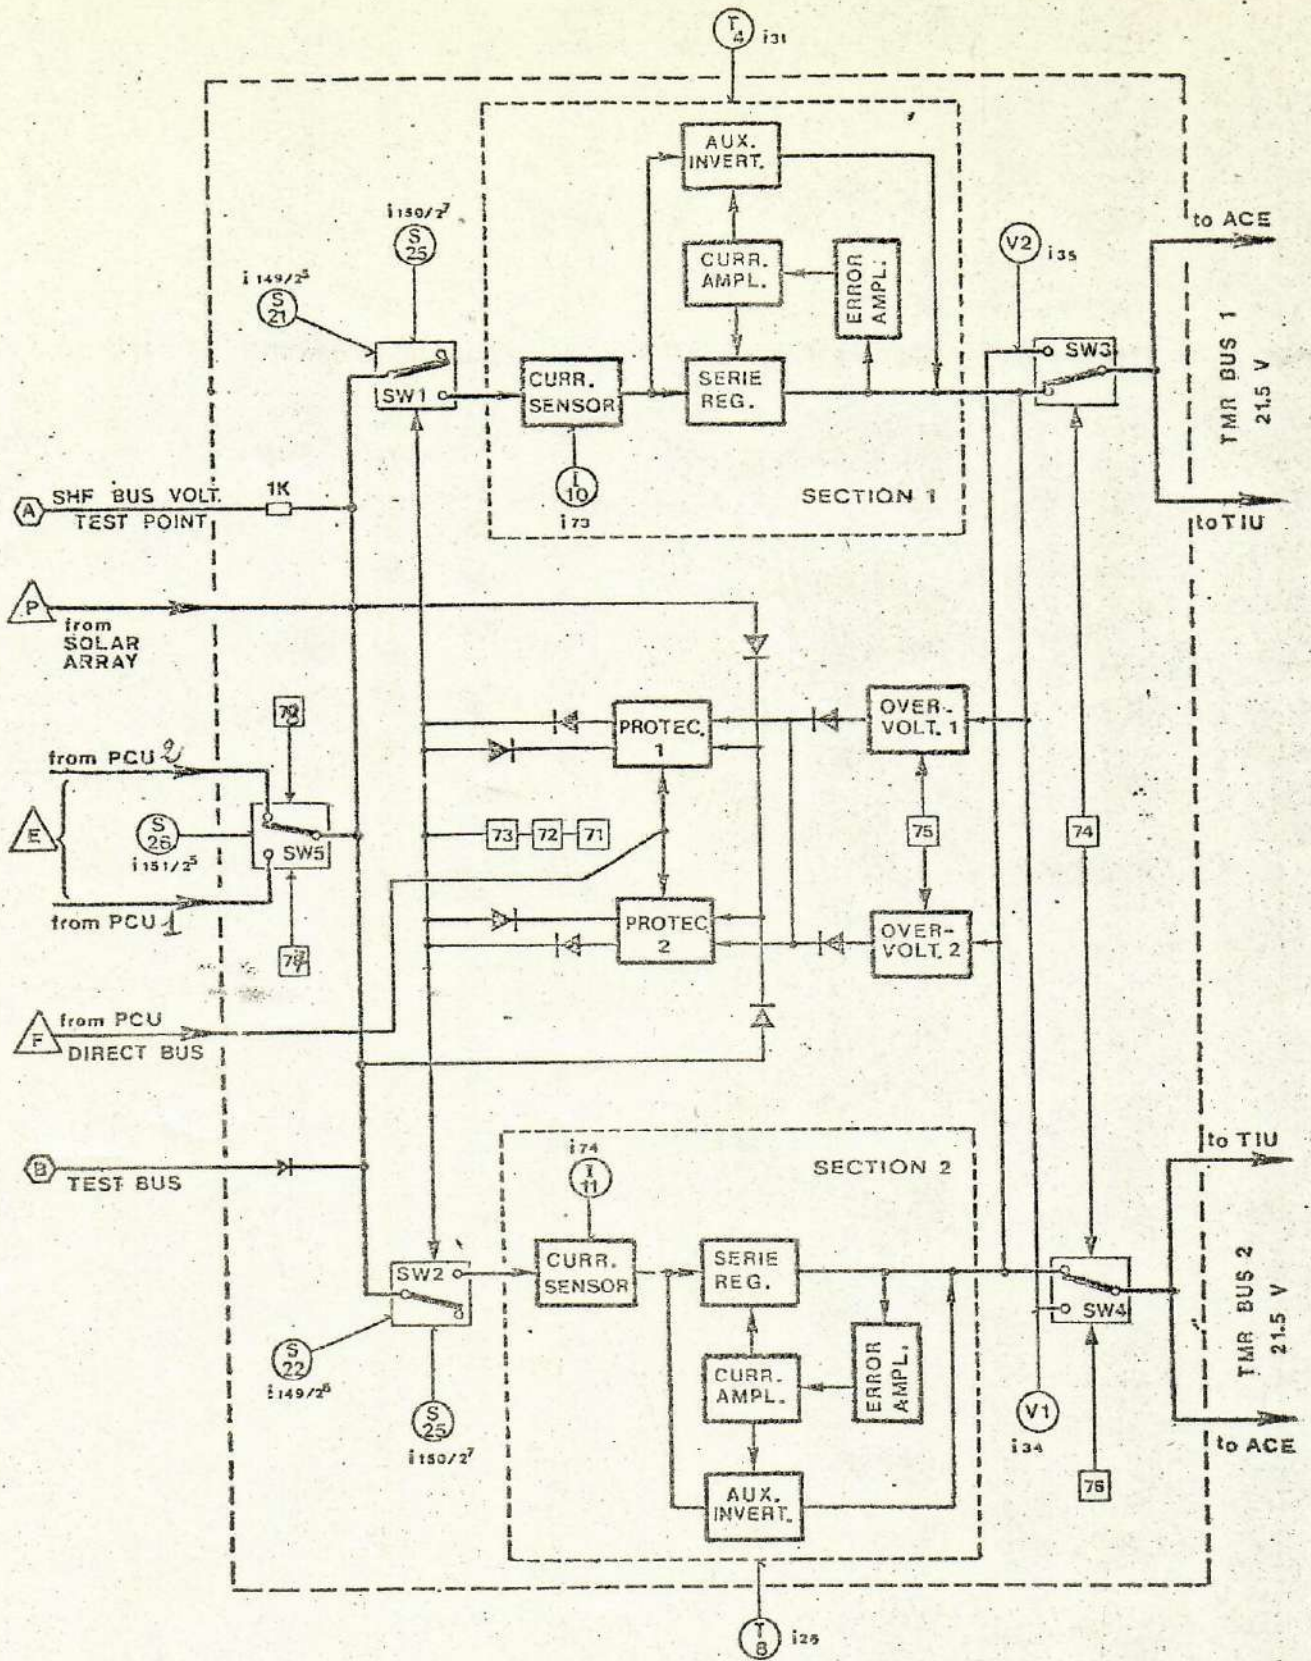 T
4
i31
AUX.
INVERT.
to ACE
i150/2⁷
S
25
V2
i35
CURR.
AMPL.
ERROR
AMPL.
i149/2⁵
S
21
TMR BUS 1
21.5 V
SW3
SW1
CURR.
SENSOR
SERIE
REG.
I
10
i73
SECTION 1
A
SHF BUS VOLT.
TEST POINT
1K
to TIU
P
from
SOLAR
ARRAY
PROTEC.
1
OVER-
VOLT. 1
from PCU 2
E
S
26
i151/2⁵
SW5
73
72
71
75
74
from PCU 1
PROTEC.
2
OVER-
VOLT. 2
F
from PCU
DIRECT BUS
B
TEST BUS
i74
I
11
SECTION 2
to TIU
SW2
CURR.
SENSOR
SERIE
REG.
SW4
TMR BUS 2
21.5 V
S
22
i149/2⁶
CURR.
AMPL.
ERROR
AMPL.
S
25
i150/2⁷
V1
i34
to ACE
76
AUX.
INVERT.
T
8